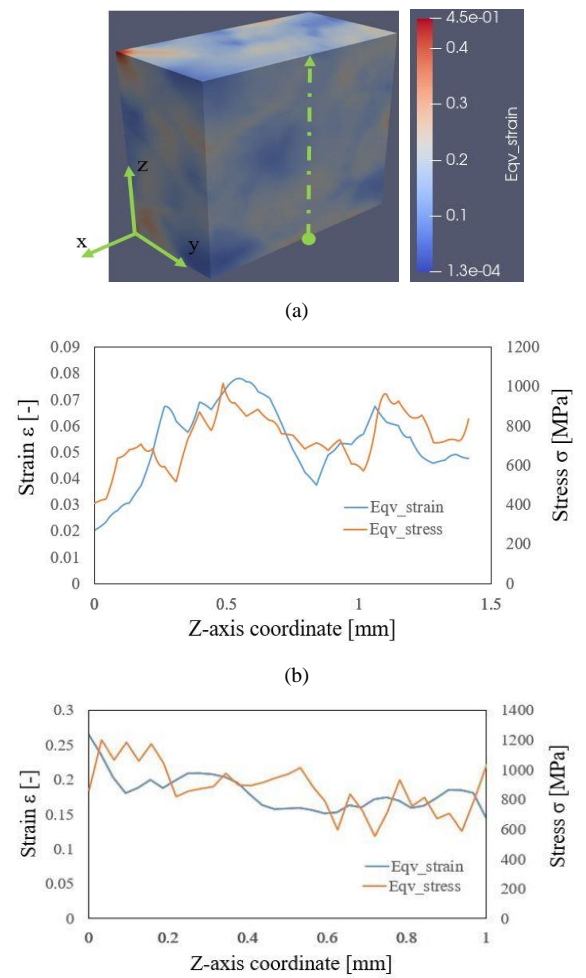 4.5e-01
0.4
0.3
0.2
0.1
1.3e-04
Eqv_strain
z
x
y
(a)
0.09
0.08
0.07
0.06
0.05
0.04
0.03
0.02
0.01
0
Strain ε [-]
1200
1000
800
600
400
200
0
Stress σ [MPa]
Eqv_strain
Eqv_stress
0 0.5 1 1.5
Z-axis coordinate [mm]
(b)
0.3
0.25
0.2
0.15
0.1
0.05
0
Strain ε [-]
1400
1200
1000
800
600
400
200
0
Stress σ [MPa]
Eqv_strain
Eqv_stress
0 0.2 0.4 0.6 0.8 1
Z-axis coordinate [mm]